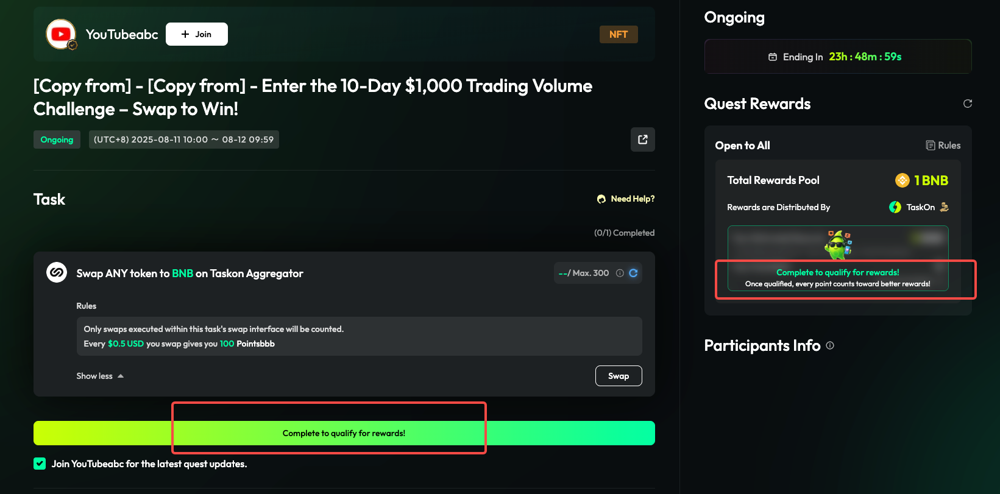 YouTubeabc
+ Join
NFT
[Copy from] - [Copy from] - Enter the 10-Day $1,000 Trading Volume
Challenge – Swap to Win!
Ongoing
(UTC+8) 2025-08-11 10:00 ～ 08-12 09:59
Task
Need Help?
(0/1) Completed
Swap ANY token to BNB on Taskon Aggregator
--/ Max. 300
Rules
Only swaps executed within this task's swap interface will be counted.
Every $0.5 USD you swap gives you 100 Pointsbbb
Show less
Swap
Complete to qualify for rewards!
Join YouTubeabc for the latest quest updates.
Ongoing
Ending In 23h : 48m : 59s
Quest Rewards
Open to All
Rules
Total Rewards Pool
1 BNB
Rewards are Distributed By
TaskOn
Complete to qualify for rewards!
Once qualified, every point counts toward better rewards!
Participants Info